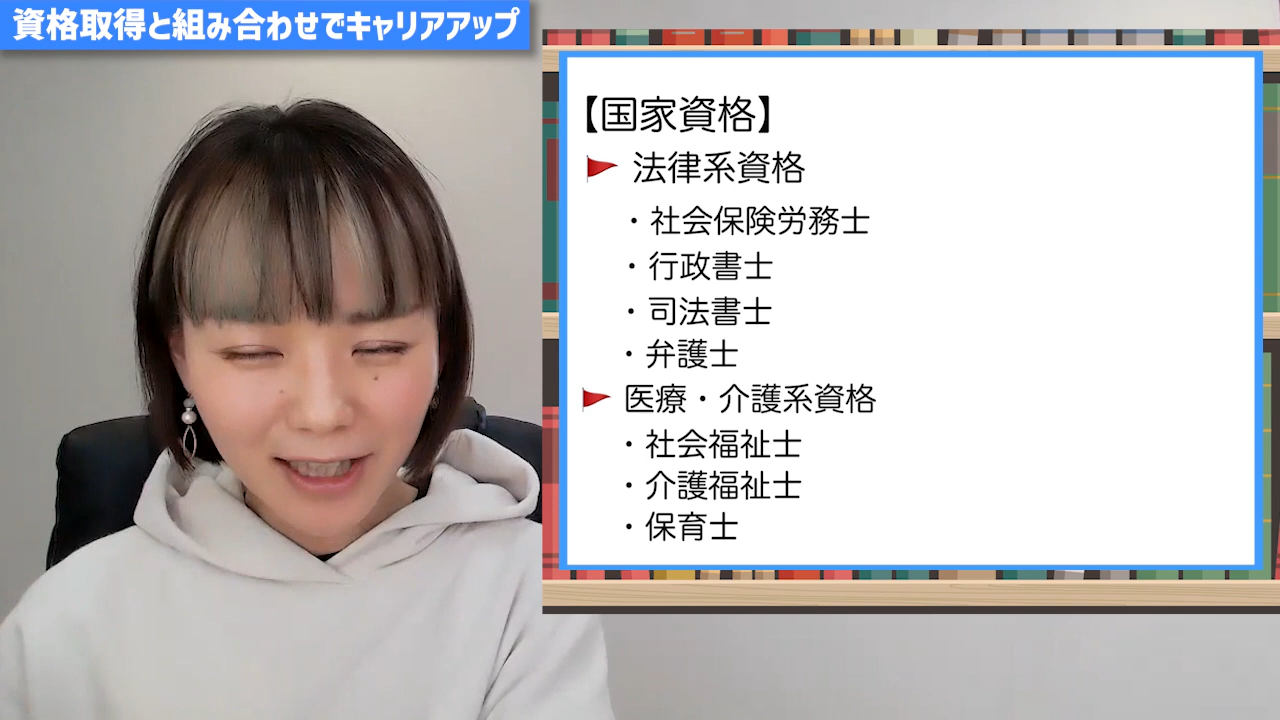 資格取得と組み合わせでキャリアアップ
【国家資格】
法律系資格
・社会保険労務士
・行政書士
・司法書士
・弁護士
医療・介護系資格
・社会福祉士
・介護福祉士
・保育士